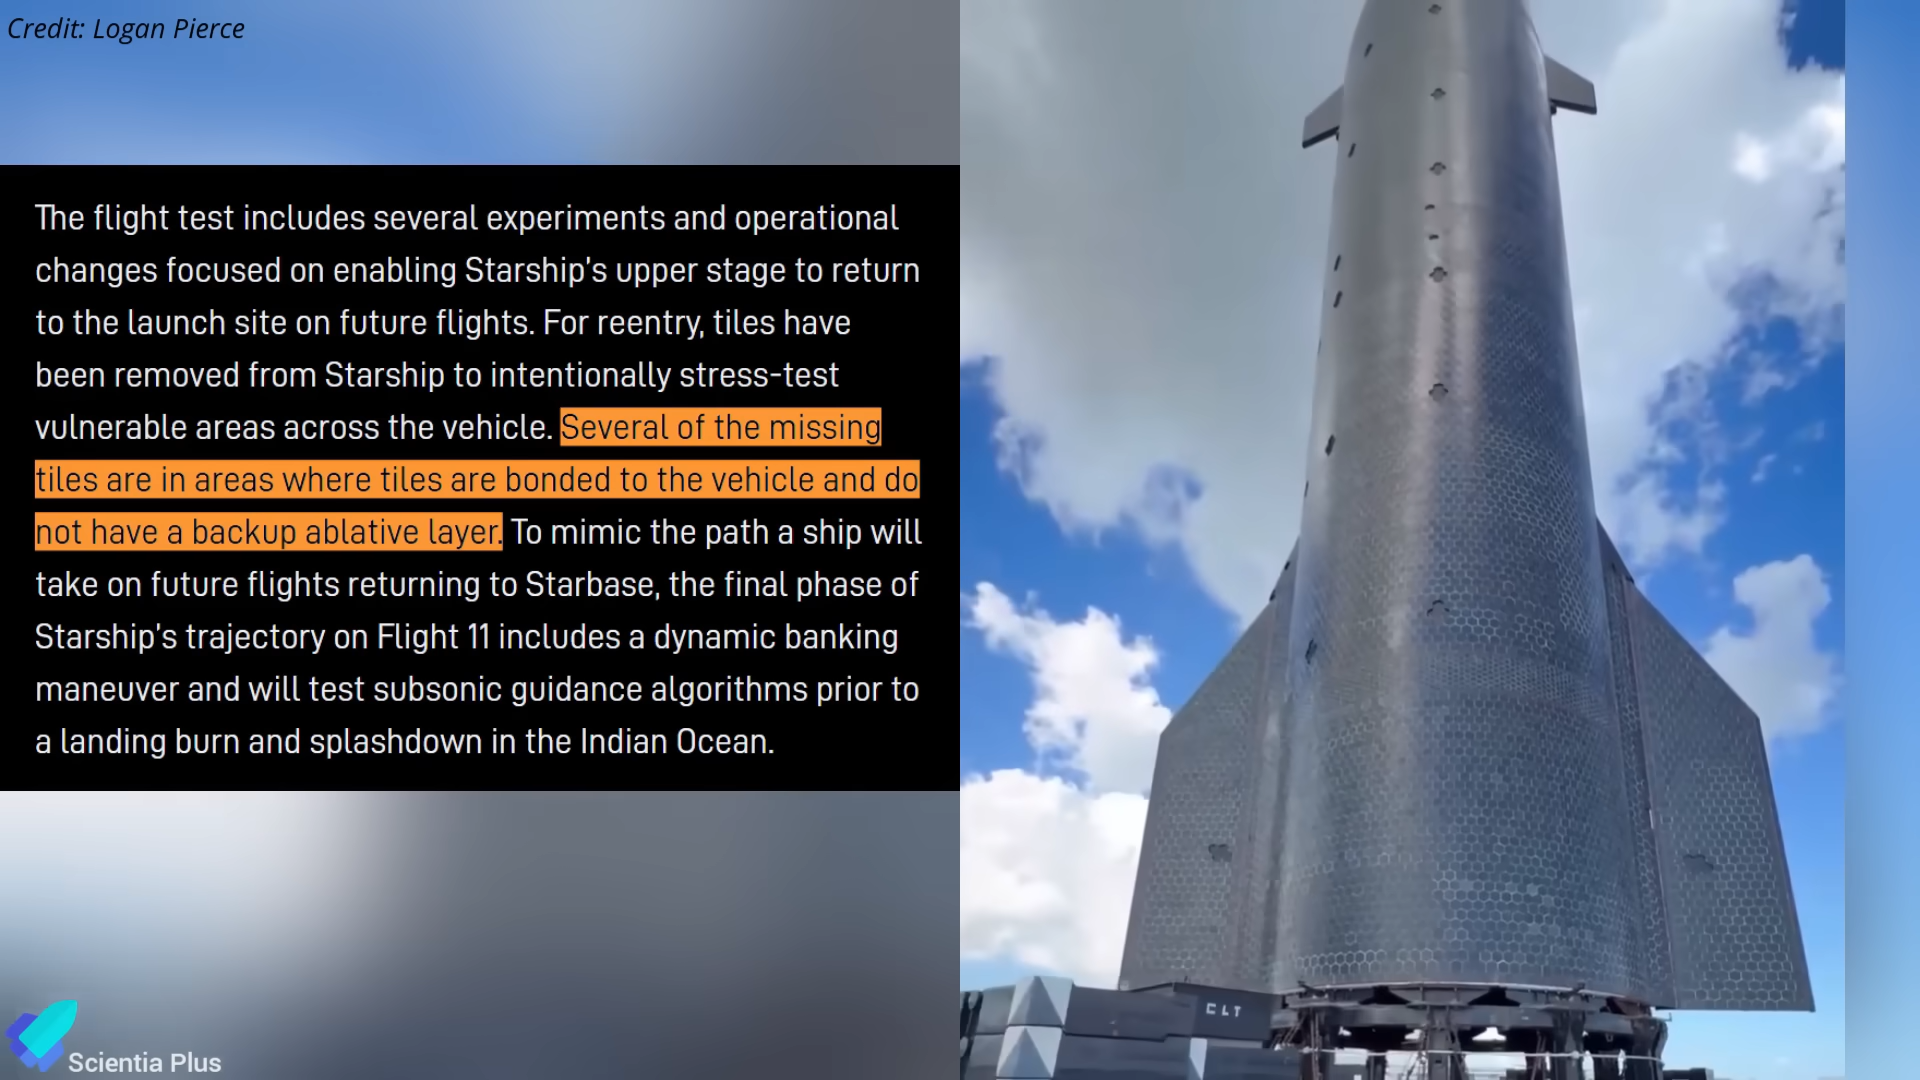 Credit: Logan Pierce
The flight test includes several experiments and operational
changes focused on enabling Starship's upper stage to return
to the launch site on future flights. For reentry, tiles have
been removed from Starship to intentionally stress-test
vulnerable areas across the vehicle. Several of the missing
tiles are in areas where tiles are bonded to the vehicle and do
not have a backup ablative layer. To mimic the path a ship will
take on future flights returning to Starbase, the final phase of
Starship's trajectory on Flight 11 includes a dynamic banking
maneuver and will test subsonic guidance algorithms prior to
a landing burn and splashdown in the Indian Ocean.
CLT
Scientia Plus